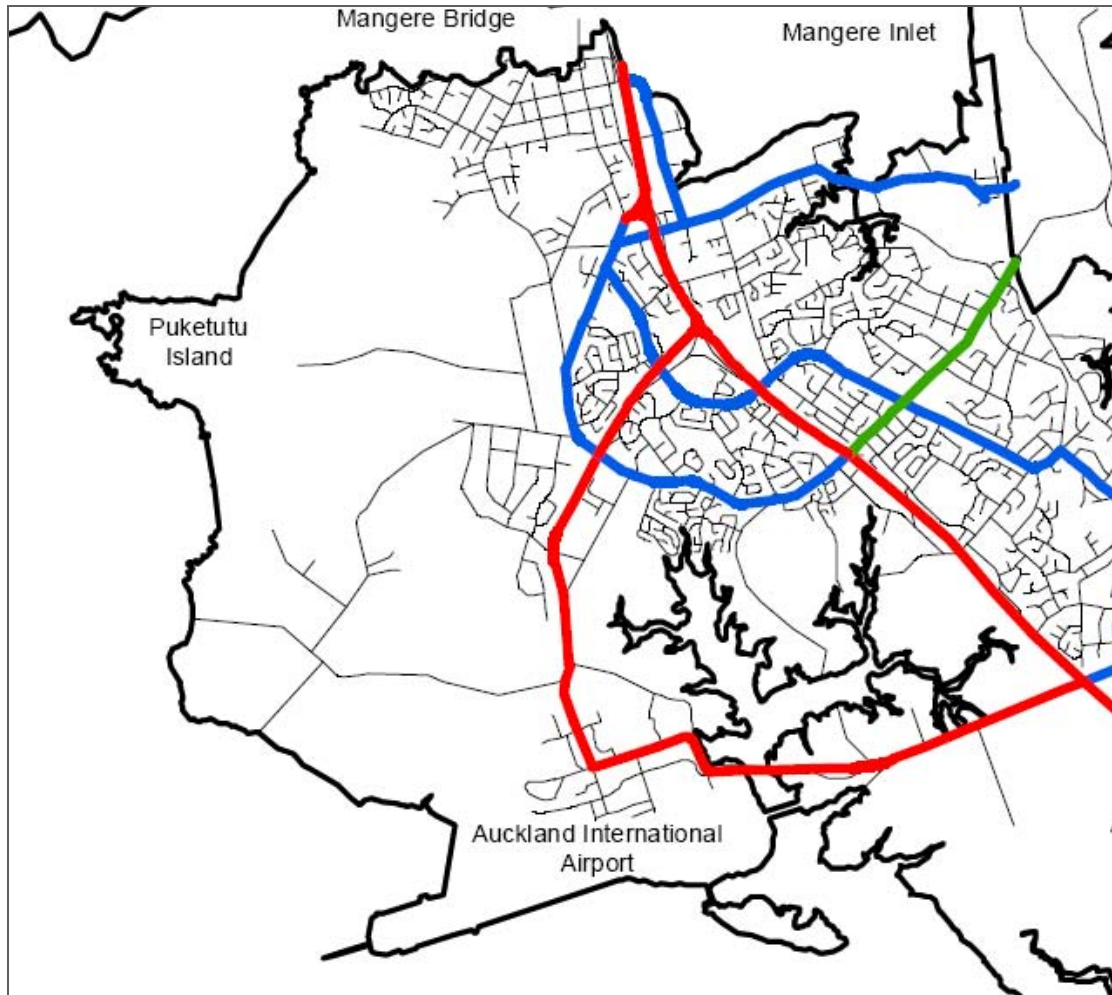 Mangere Bridge
Mangere Inlet
Puketutu
Island
Auckland International
Airport